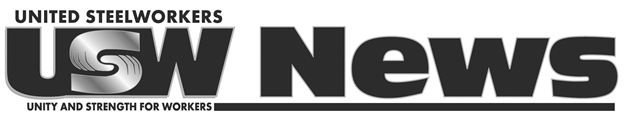 UNITED STEELWORKERS
USW News
UNITY AND STRENGTH FOR WORKERS